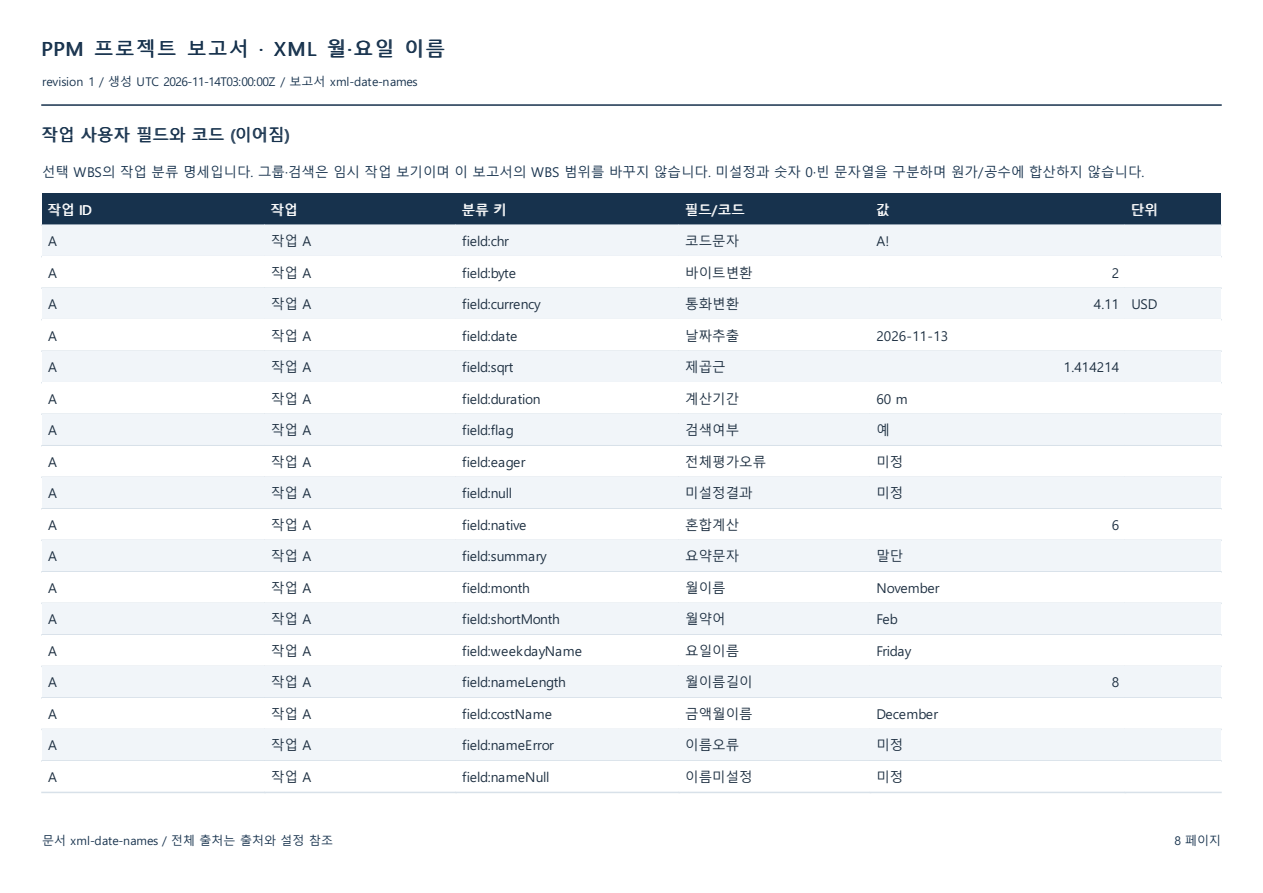 PPM 프로젝트 보고서 · XML 월·요일 이름
revision 1 / 생성 UTC 2026-11-14T03:00:00Z / 보고서 xml-date-names
작업 사용자 필드와 코드 (이어짐)
선택 WBS의 작업 분류 명세입니다. 그룹·검색은 임시 작업 보기이며 이 보고서의 WBS 범위를 바꾸지 않습니다. 미설정과 숫자 0·빈 문자열을 구분하며 원가/공수에 합산하지 않습니다.
작업 ID 작업 분류 키 필드/코드 값 단위
A 작업 A field:chr 코드문자 A!
A 작업 A field:byte 바이트변환 2
A 작업 A field:currency 통화변환 4.11 USD
A 작업 A field:date 날짜추출 2026-11-13
A 작업 A field:sqrt 제곱근 1.414214
A 작업 A field:duration 계산기간 60 m
A 작업 A field:flag 검색여부 예
A 작업 A field:eager 전체평가오류 미정
A 작업 A field:null 미설정결과 미정
A 작업 A field:native 혼합계산 6
A 작업 A field:summary 요약문자 말단
A 작업 A field:month 월이름 November
A 작업 A field:shortMonth 월약어 Feb
A 작업 A field:weekdayName 요일이름 Friday
A 작업 A field:nameLength 월이름길이 8
A 작업 A field:costName 금액월이름 December
A 작업 A field:nameError 이름오류 미정
A 작업 A field:nameNull 이름미설정 미정
문서 xml-date-names / 전체 출처는 출처와 설정 참조
8 페이지